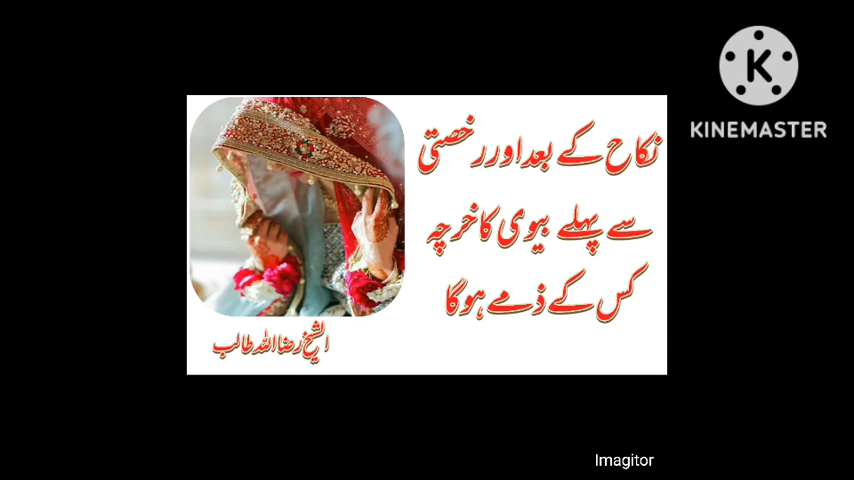 KINEMASTER
نکاح کے بعد اور رخصتی
سے پہلے بیوی کا خرچہ
کس کے ذمے ہوگا
الشیخ رضاء اللہ طالب
Imagitor